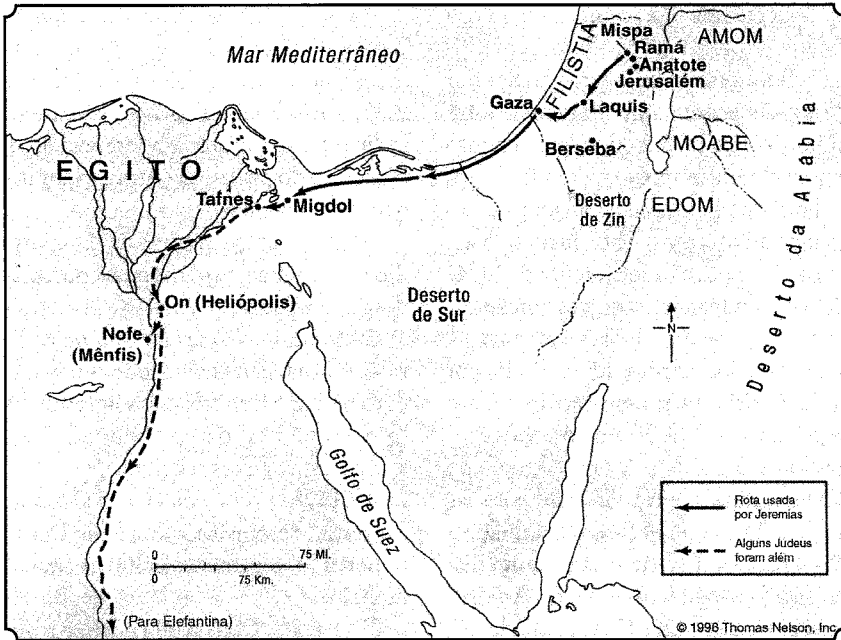 Mar Mediterrâneo
Mispa
Ramá
Anatote
Jerusalém
AMOM
FILÍSTIA
Gaza
Laquis
Berseba
MOABE
EGITO
Tafnes
Migdol
Deserto
de Zin
EDOM
Deserto da Arábia
On (Heliópolis)
Deserto
de Sur
N
Nofe
(Mênfis)
Golfo de Suez
Rota usada
por Jeremias
Alguns Judeus
foram além
0
75 Mi.
0
75 Km.
(Para Elefantina)
© 1996 Thomas Nelson, Inc.